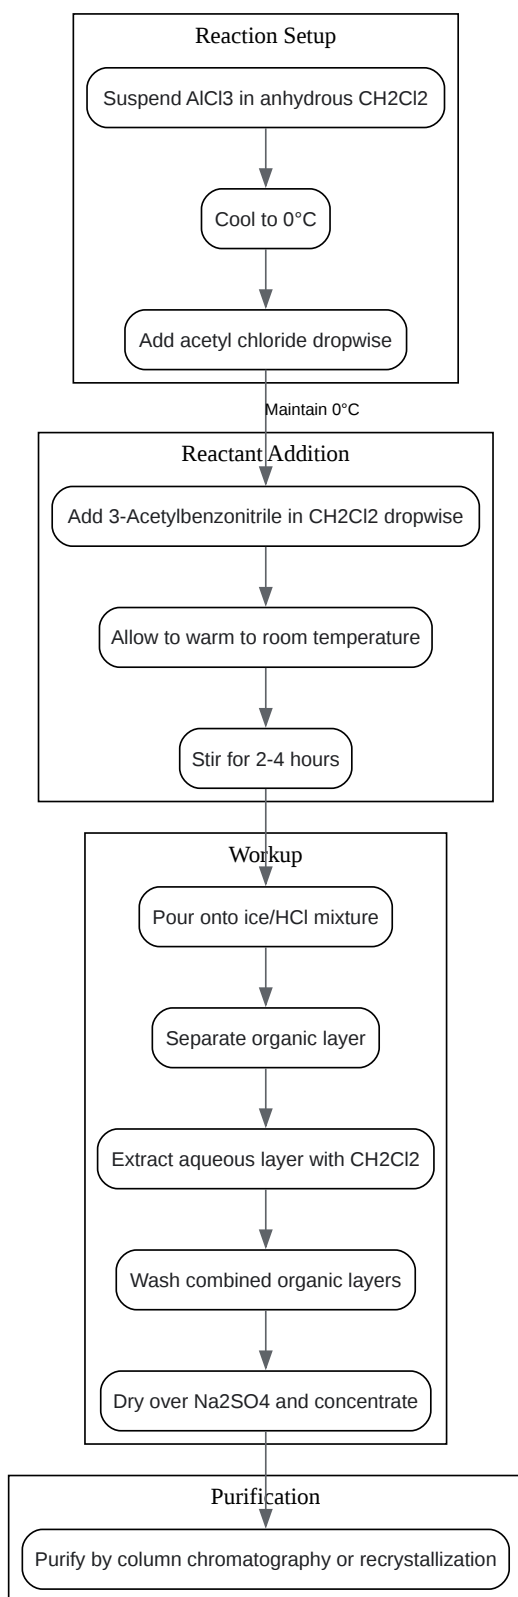 Reaction Setup
Suspend AlCl3 in anhydrous CH2Cl2
Cool to 0°C
Add acetyl chloride dropwise
Maintain 0°C
Reactant Addition
Add 3-Acetylbenzonitrile in CH2Cl2 dropwise
Allow to warm to room temperature
Stir for 2-4 hours
Workup
Pour onto ice/HCl mixture
Separate organic layer
Extract aqueous layer with CH2Cl2
Wash combined organic layers
Dry over Na2SO4 and concentrate
Purification
Purify by column chromatography or recrystallization